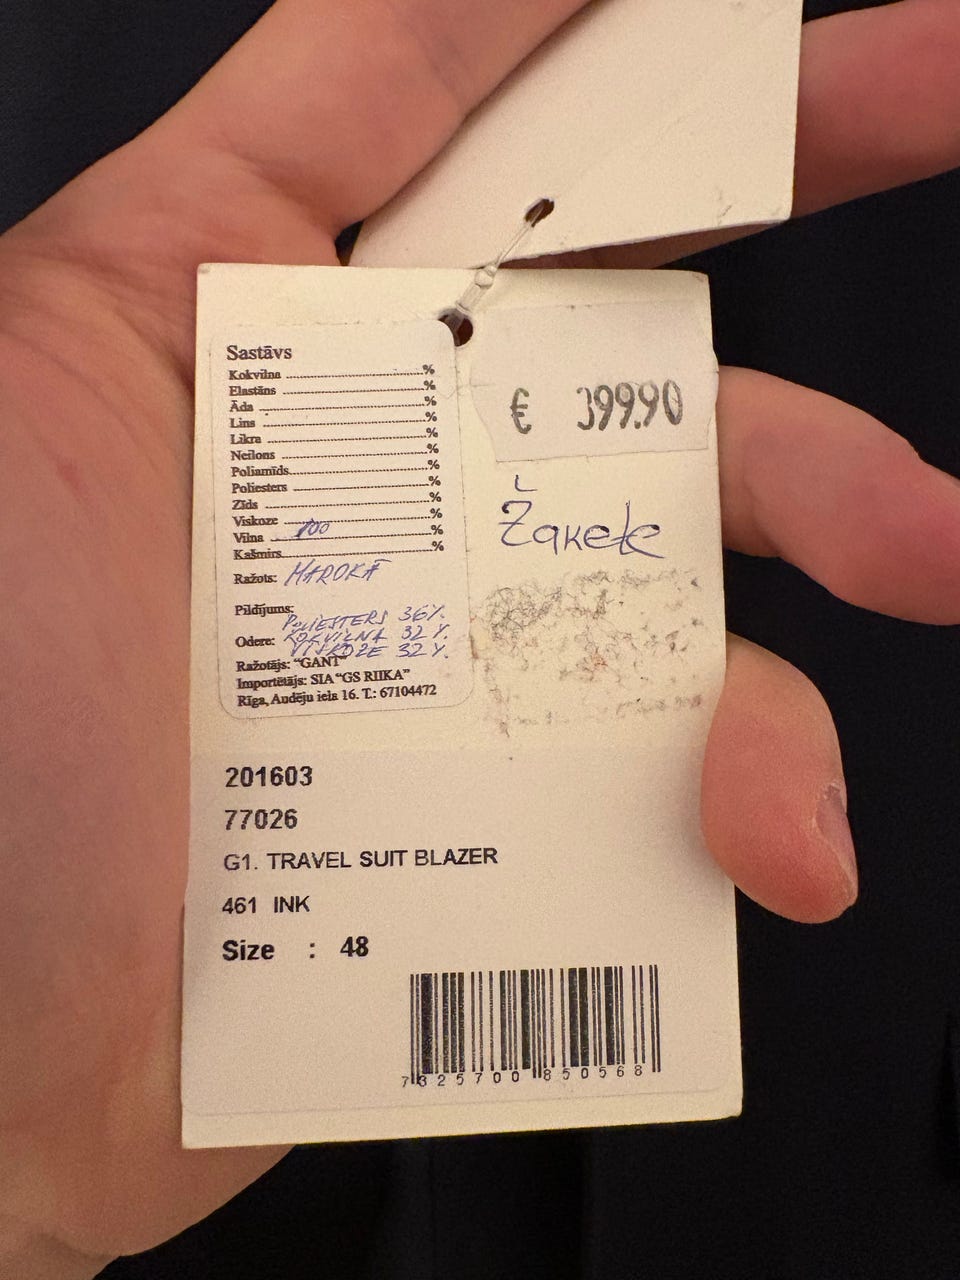 Sastāvs
Kokvilna ........................%
Elastāns ........................%
Āda ........................%
Lins ........................%
Likra ........................%
Neilons ........................%
Poliamīds ........................%
Poliesters ........................%
Zīds ........................%
Viskoze ........................%
Vilna 100 %
Kašmirs ........................%
Ražots: MAROKĀ
Pildījums:
POLIESTERS 36%.
Odere: KOKVILNA 32%.
VISKOZE 32%.
Ražotājs: “GANT”
Importētājs: SIA “GS RIIKA”
Rīga, Audēju iela 16. T.: 67104472
€ 399.90
Žakete
201603
77026
G1. TRAVEL SUIT BLAZER
461 INK
Size : 48
7325700850568